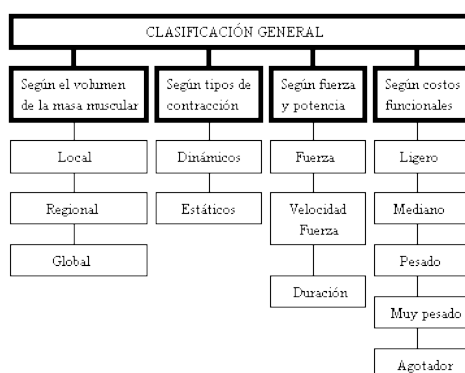 CLASIFICACIÓN GENERAL
Según el volumen
de la masa muscular
Local
Regional
Global
Según tipos de
contracción
Dinámicos
Estáticos
Según fuerza
y potencia
Fuerza
Velocidad
Fuerza
Duración
Según costos
funcionales
Ligero
Mediano
Pesado
Muy pesado
Agotador